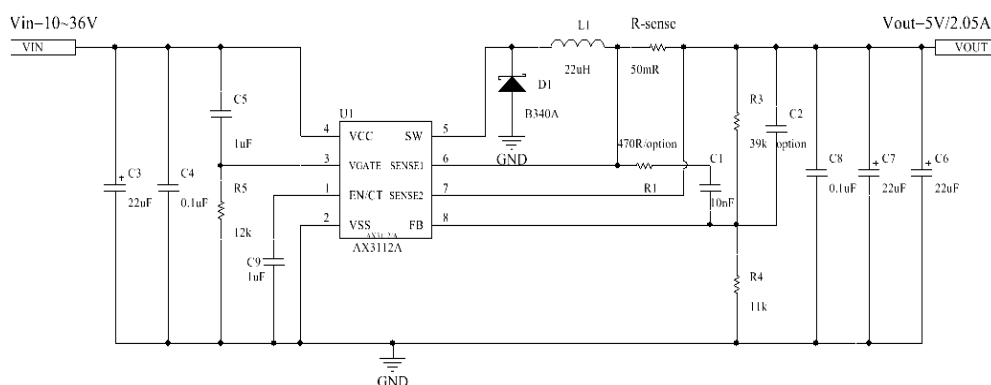 Vin-10~36V
L1
R-sense
Vout-5V/2.05A
VIN
VOUT
22uH
50mR
D1
B340A
C5
1uF
U1
R3
C2
39k
option
GND
4
VCC
SW
5
470R/option
3
VGATE
SENSE1
6
C1
C3
22uF
C4
0.1uF
C8
0.1uF
C7
22uF
C6
22uF
R5
12k
1
EN/CT
SENSE2
7
R1
10nF
2
VSS
FB
8
AX3112A
AX3112A
C9
1uF
R4
11k
GND